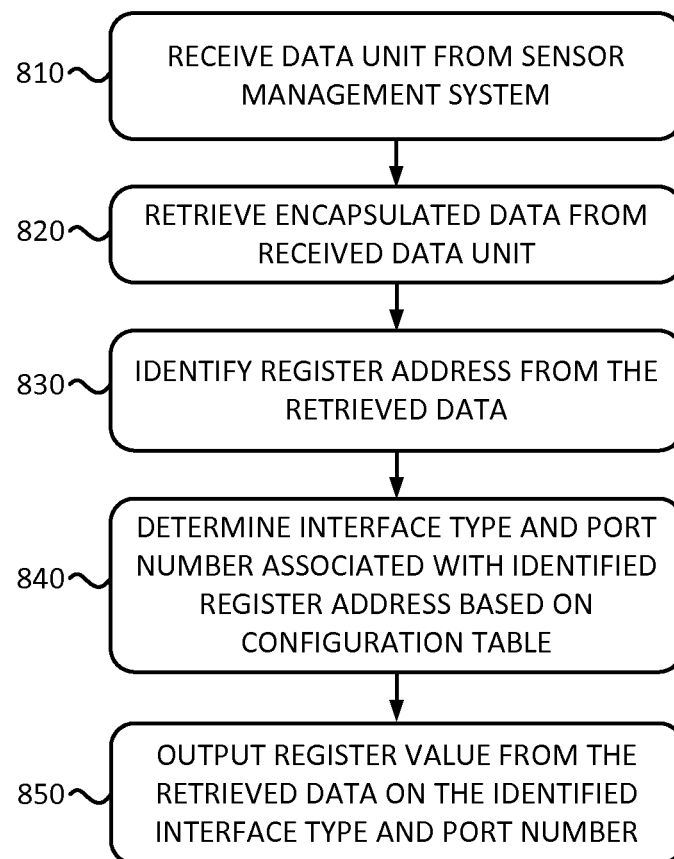 810
RECEIVE DATA UNIT FROM SENSOR
MANAGEMENT SYSTEM
820
RETRIEVE ENCAPSULATED DATA FROM
RECEIVED DATA UNIT
830
IDENTIFY REGISTER ADDRESS FROM THE
RETRIEVED DATA
840
DETERMINE INTERFACE TYPE AND PORT
NUMBER ASSOCIATED WITH IDENTIFIED
REGISTER ADDRESS BASED ON
CONFIGURATION TABLE
850
OUTPUT REGISTER VALUE FROM THE
RETRIEVED DATA ON THE IDENTIFIED
INTERFACE TYPE AND PORT NUMBER